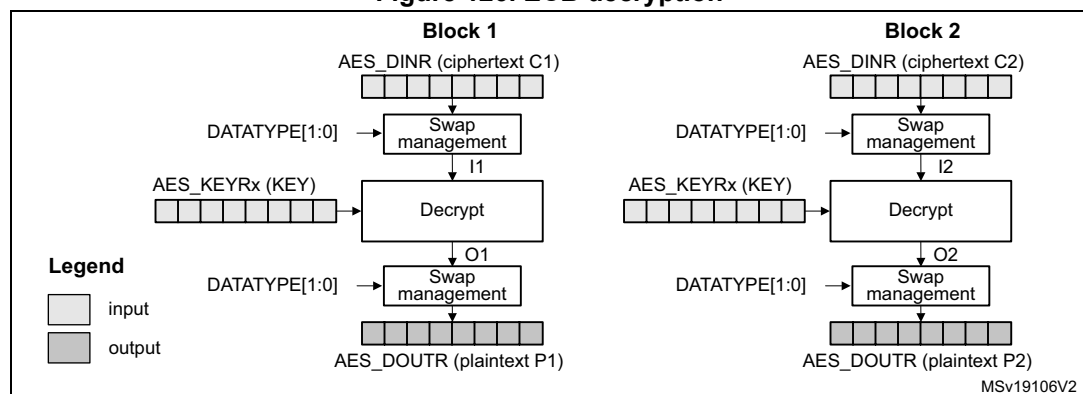 Figure 123. ECB decryption
Block 1
Block 2
AES_DINR (ciphertext C1)
AES_DINR (ciphertext C2)
DATATYPE[1:0]
Swap
management
DATATYPE[1:0]
Swap
management
I1
I2
AES_KEYRx (KEY)
AES_KEYRx (KEY)
Decrypt
Decrypt
O1
O2
Legend
DATATYPE[1:0]
Swap
management
DATATYPE[1:0]
Swap
management
input
output
AES_DOUTR (plaintext P1)
AES_DOUTR (plaintext P2)
MSv19106V2